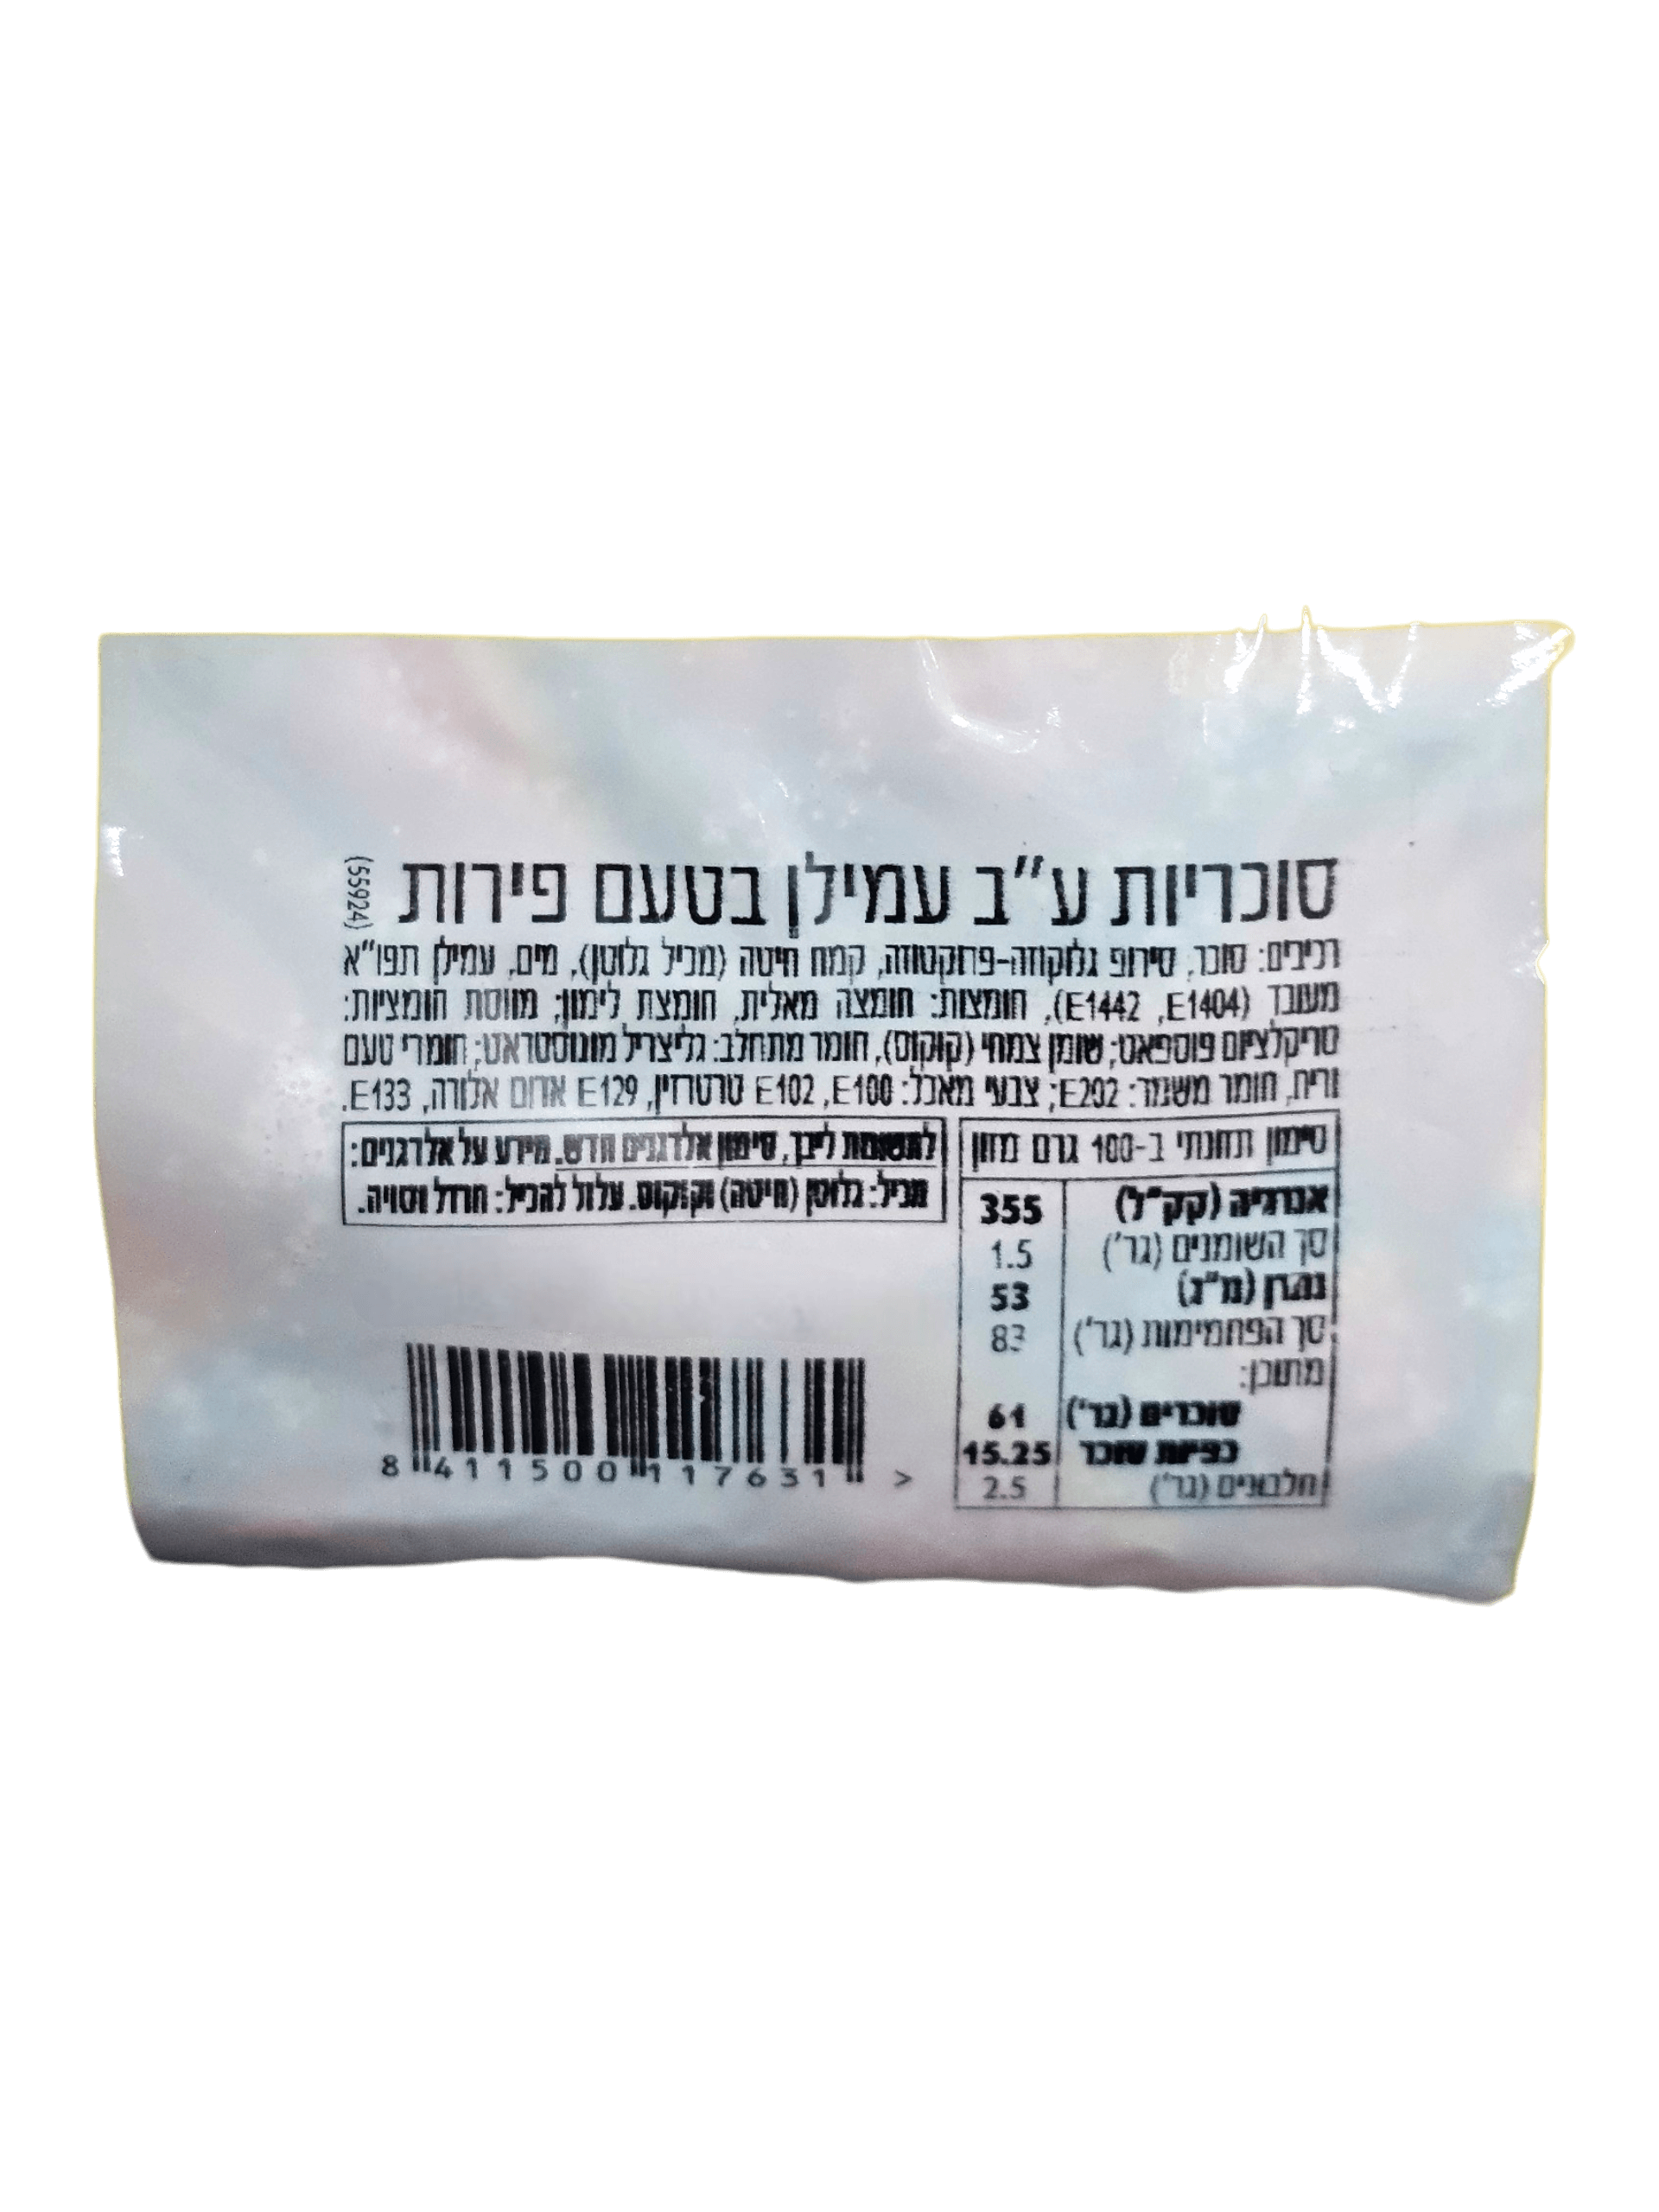 סוכריות ע"ב עמילן בטעם פירות (55924)
רכיבים: סוכר, סירופ גלוקוזה-פרוקטוזה, קמח חיטה (מכיל גלוטן), מים, עמילן תפו"א
מעובד (E1442 ,E1404), חומצות: חומצה מאלית, חומצת לימון; מווסת חומציות:
טריקלציום פוספאט; שומן צמחי (קוקוס), חומר מתחלב: גליצריל מונוסטראט; חומרי טעם
וריח, חומר משמר: E202; צבעי מאכל: E100, E102 טרטרזין, E129 אדום אלורה, E133.
לתשומת ליבך, סימון אלרגנים חדש. מידע על אלרגנים:
מכיל: גלוטן (חיטה) וקוקוס. עלול להכיל: חרדל וסויה.
סימון תזונתי ב-100 גרם מזון
אנרגיה (קק"ל) 355
סך השומנים (גר') 1.5
נתרן (מ"ג) 53
סך הפחמימות (גר') 83
מתוכן:
סוכרים (גר') 61
כפיות סוכר 15.25
חלבונים (גר') 2.5
8 411500 117631 >